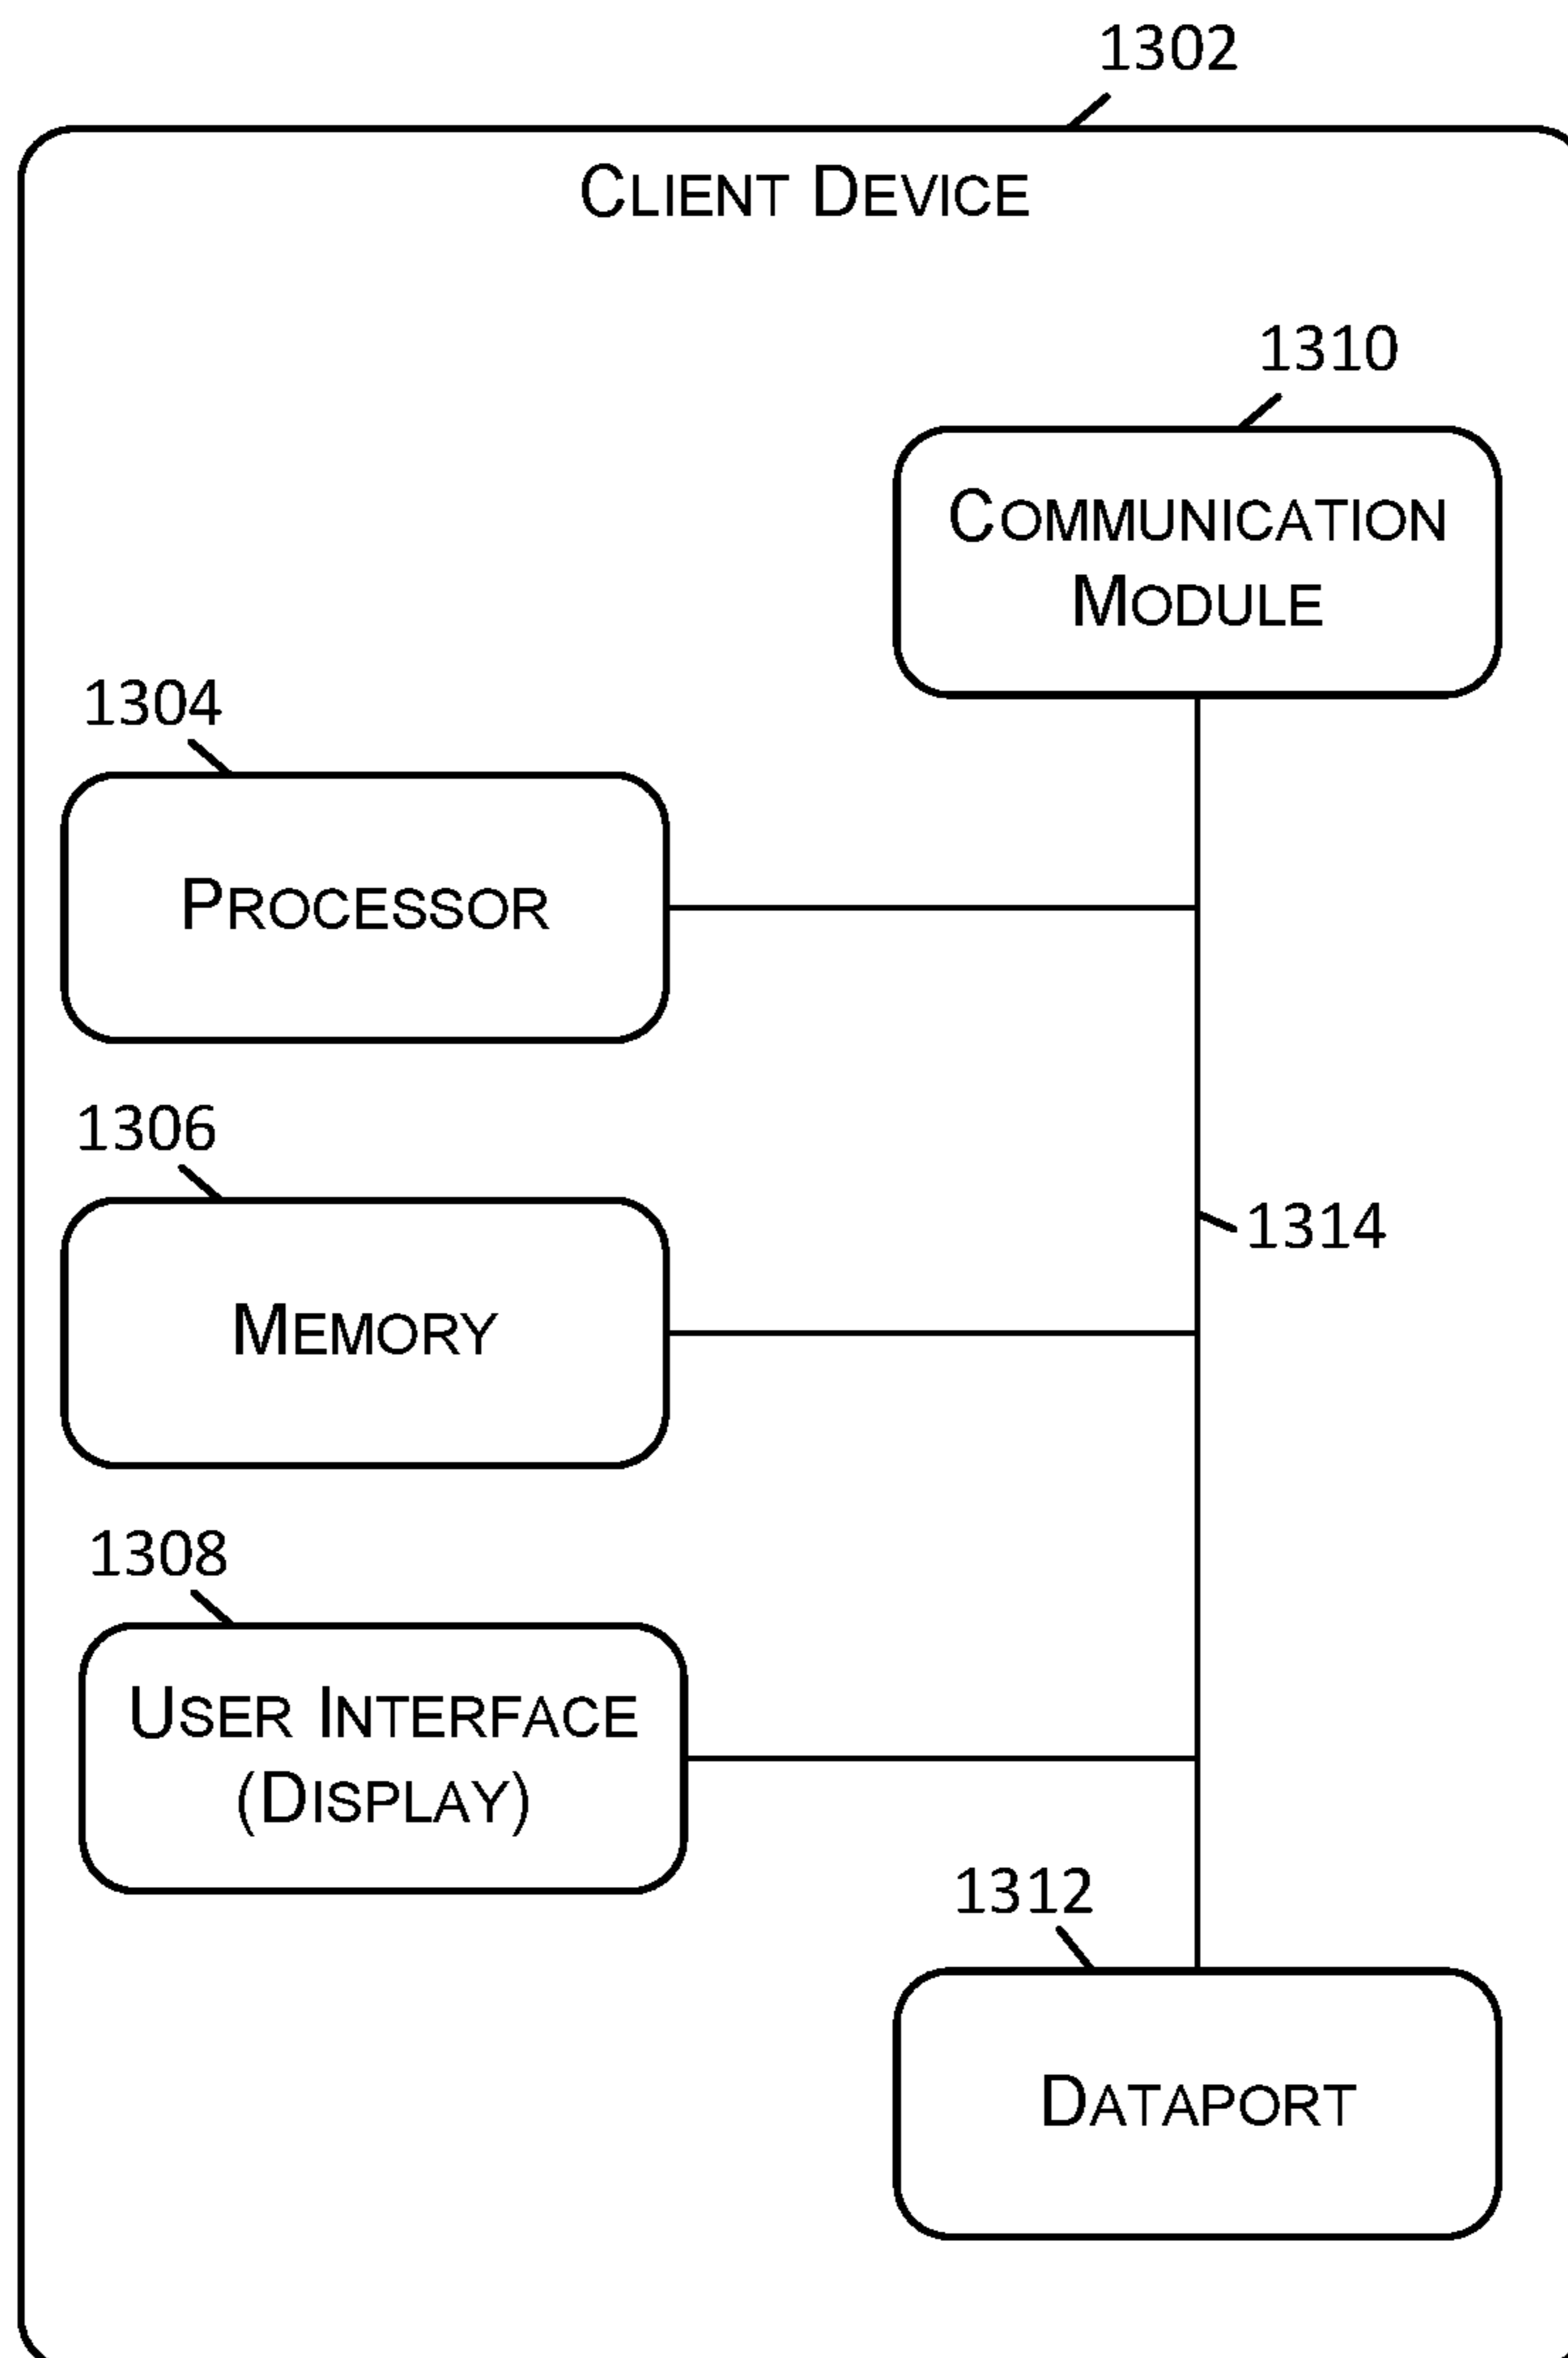 1302
CLIENT DEVICE
1310
COMMUNICATION
MODULE
1304
PROCESSOR
1306
1314
MEMORY
1308
USER INTERFACE
(DISPLAY)
1312
DATAPORT